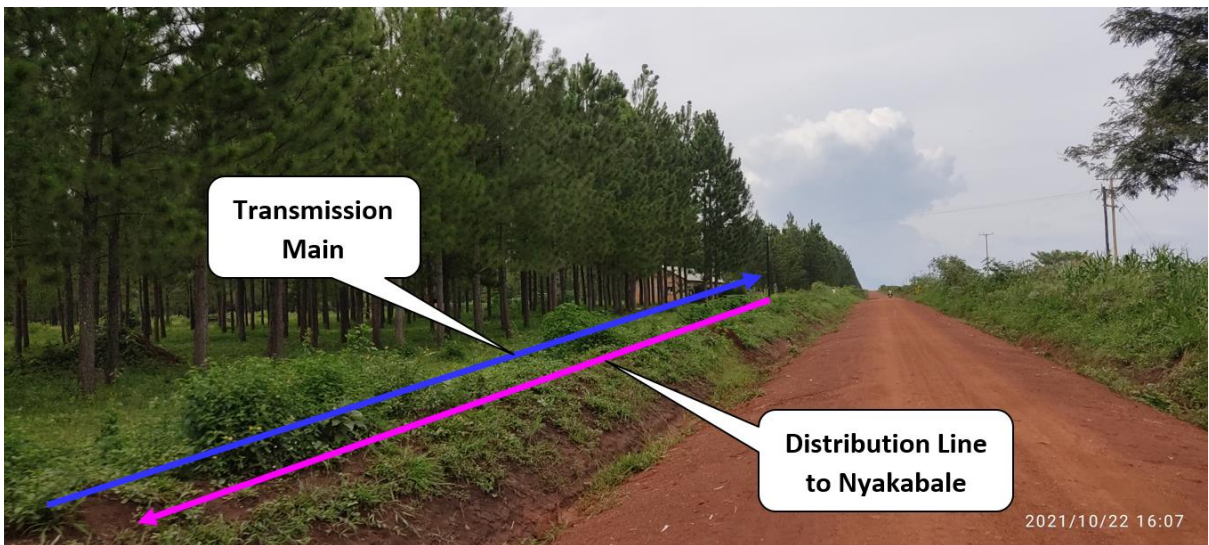 Transmission
Main
Distribution Line
to Nyakabale
2021/10/22 16:07